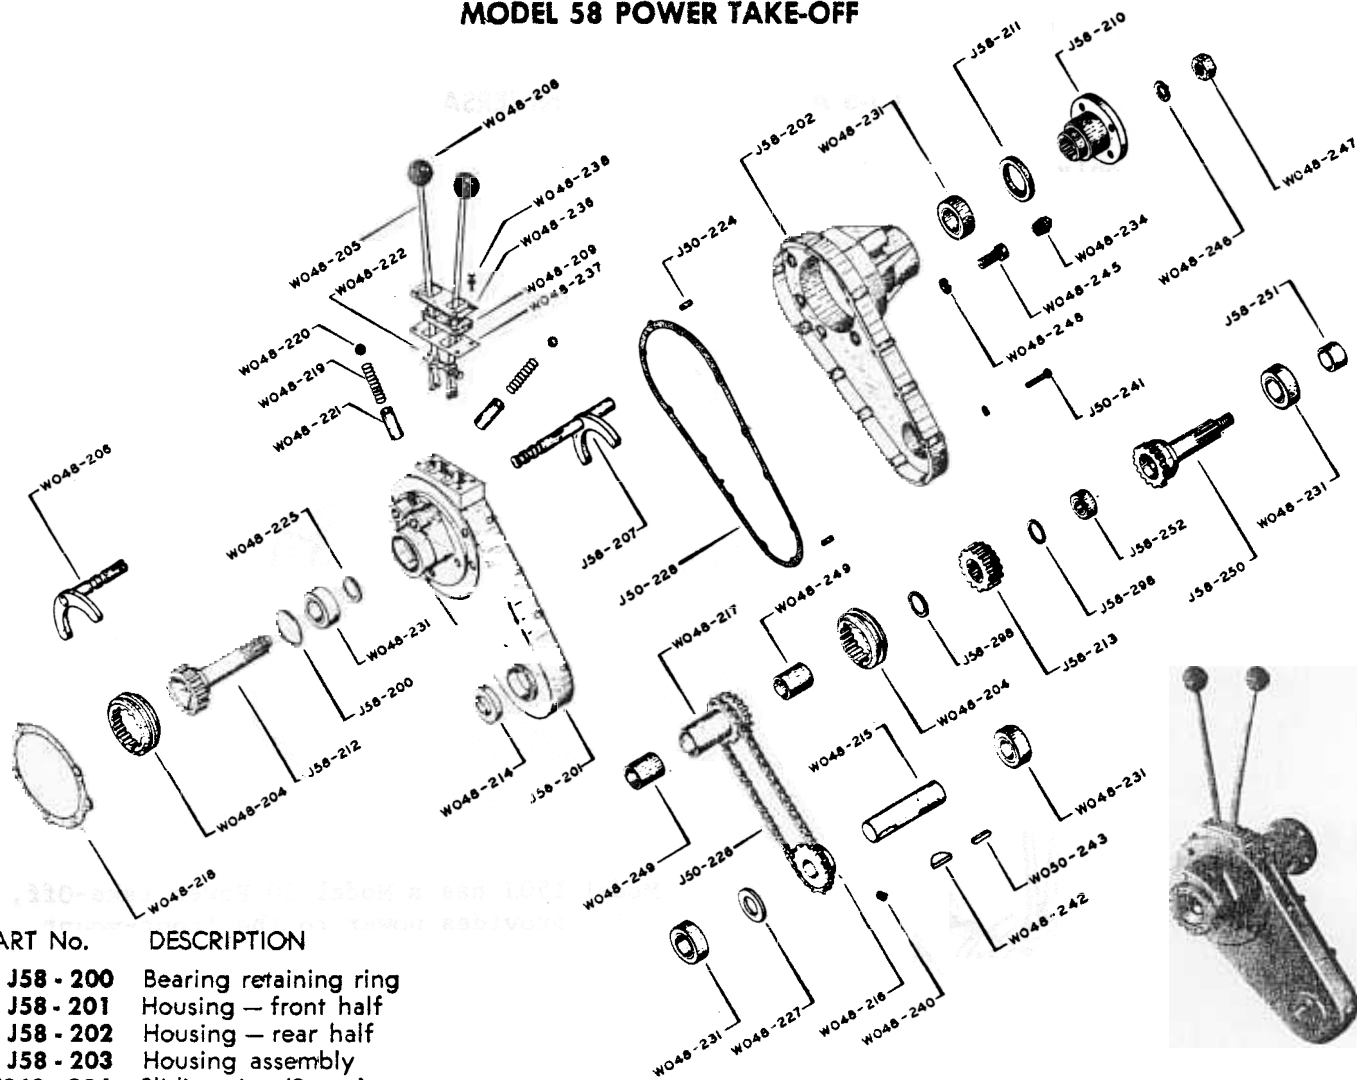 MODEL 58 POWER TAKE-OFF
W048-208
W048-238
W048-236
W048-209
W048-237
W048-205
W048-222
W048-220
W048-219
W048-221
W048-206
W048-225
W048-231
J58-200
J58-212
W048-204
W048-218
W048-214
J58-201
J58-207
J50-228
J50-224
J58-202
W048-231
J58-211
J58-210
W048-247
W048-246
W048-234
W048-245
W048-248
J50-241
J58-251
W048-231
J58-250
J58-252
J58-298
J58-213
J58-298
W048-204
W048-249
W048-217
W048-215
W048-231
W050-243
W048-242
W048-249
J50-226
W048-231
W048-227
W048-216
W048-240
ART No. DESCRIPTION
J58 - 200 Bearing retaining ring
J58 - 201 Housing — front half
J58 - 202 Housing — rear half
J58 - 203 Housing assembly